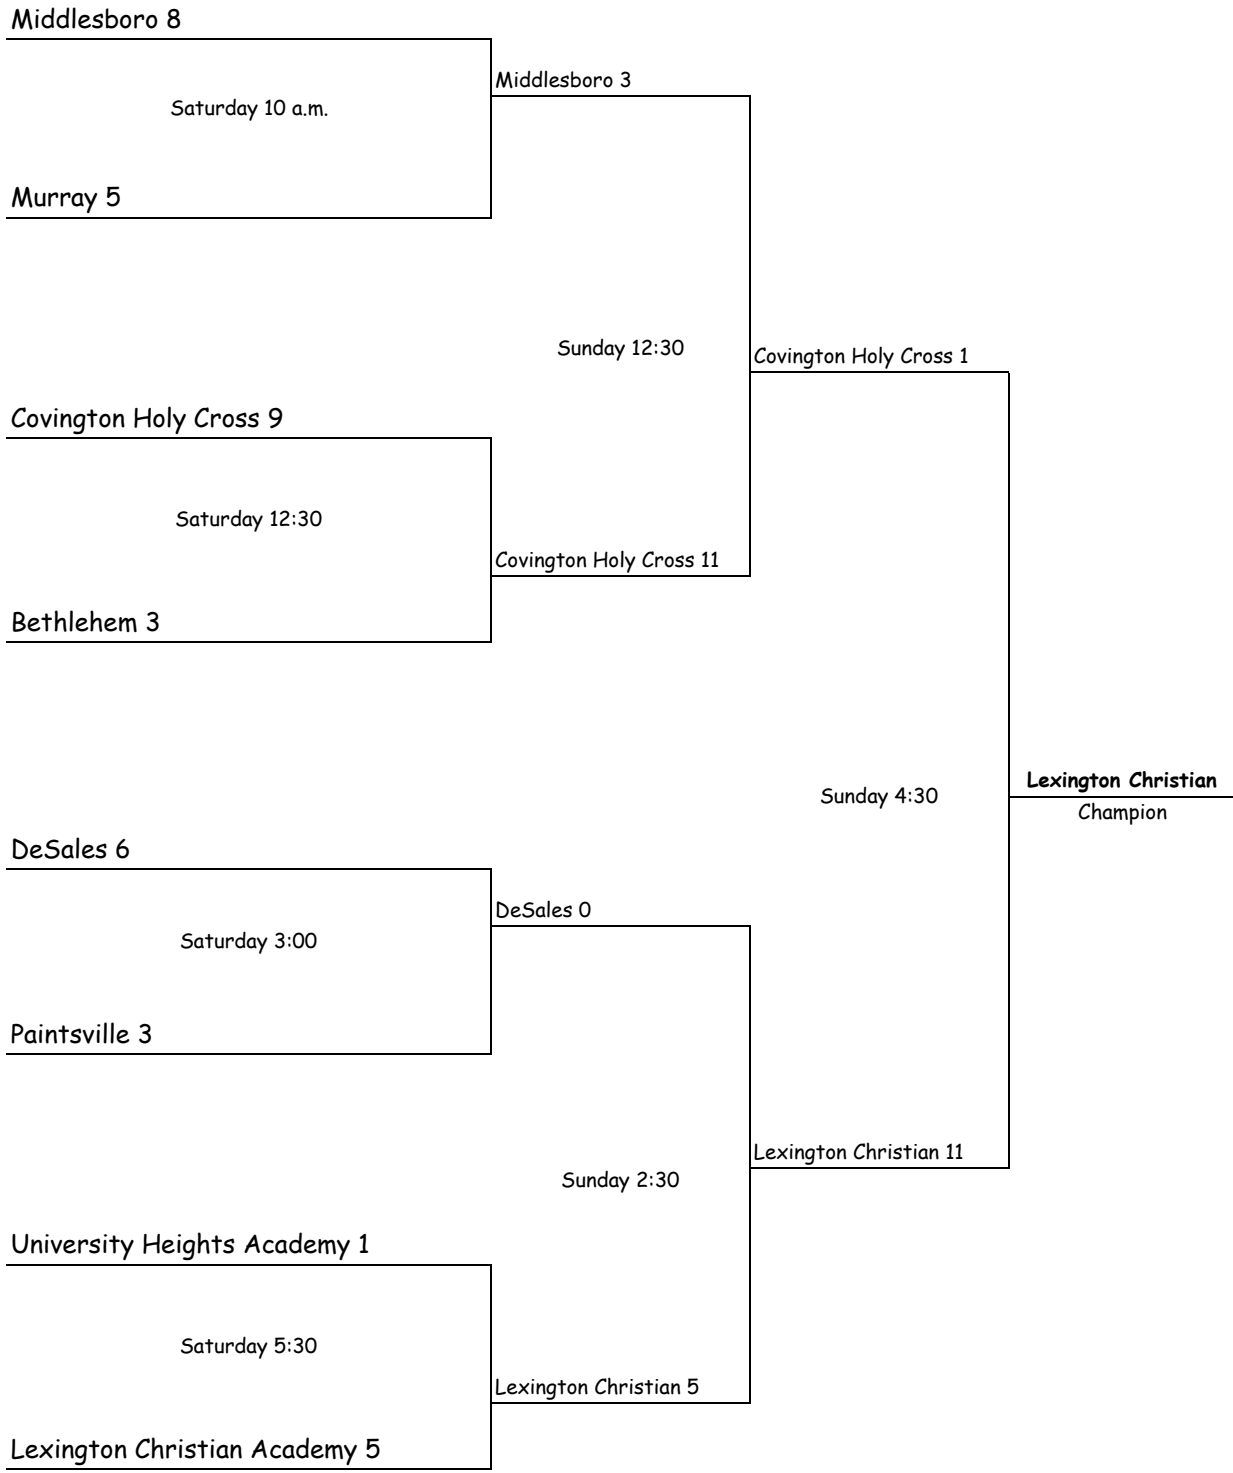 Middlesboro 8
Middlesboro 3
Saturday 10 a.m.
Murray 5
Sunday 12:30
Covington Holy Cross 1
Covington Holy Cross 9
Saturday 12:30
Covington Holy Cross 11
Bethlehem 3
Lexington Christian
Sunday 4:30
Champion
DeSales 6
DeSales 0
Saturday 3:00
Paintsville 3
Lexington Christian 11
Sunday 2:30
University Heights Academy 1
Saturday 5:30
Lexington Christian 5
Lexington Christian Academy 5